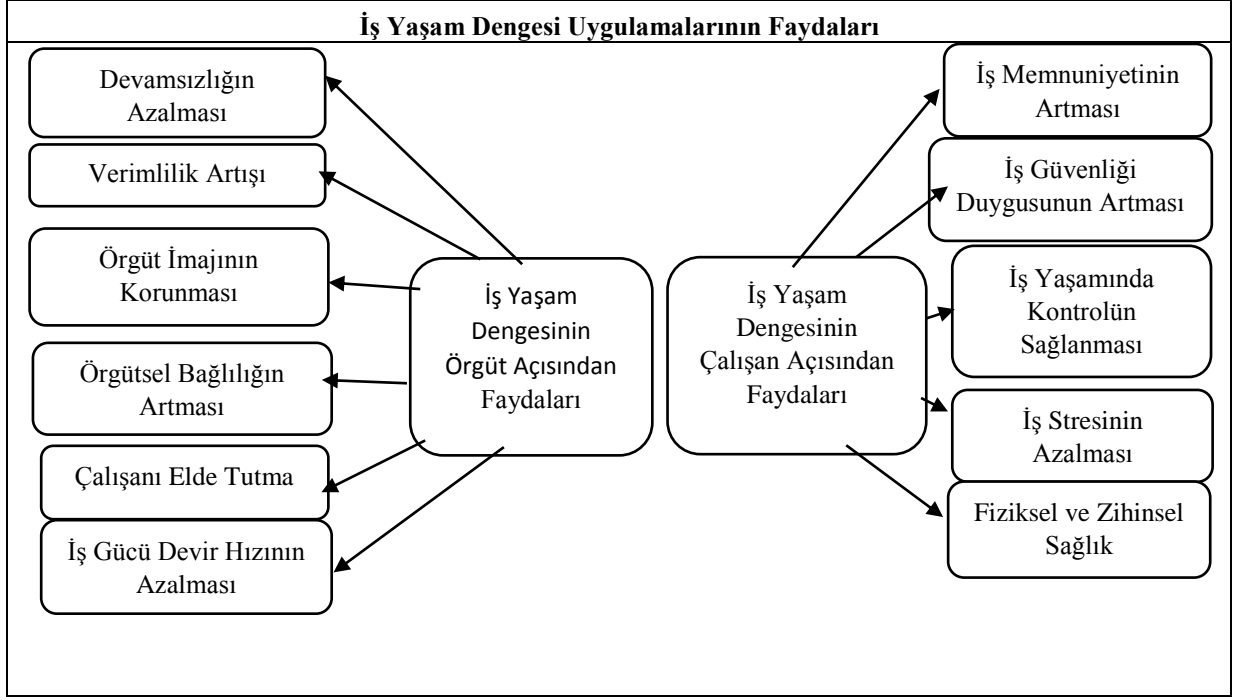 İş Yaşam Dengesi Uygulamalarının Faydaları
Devamsızlığın
Azalması
Verimlilik Artışı
Örgüt İmajının
Korunması
Örgütsel Bağlılığın
Artması
Çalışanı Elde Tutma
İş Gücü Devir Hızının
Azalması
İş Yaşam
Dengesinin
Örgüt Açısından
Faydaları
İş Yaşam
Dengesinin
Çalışan Açısından
Faydaları
İş Memnuniyetinin
Artması
İş Güvenliği
Duygusunun Artması
İş Yaşamında
Kontrolün
Sağlanması
İş Stresinin
Azalması
Fiziksel ve Zihinsel
Sağlık